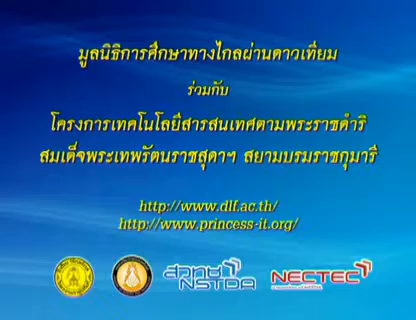 มูลนิธิการศึกษาทางไกลผ่านดาวเทียม
ร่วมกับ
โครงการเทคโนโลยีสารสนเทศตามพระราชดำริ
สมเด็จพระเทพรัตนราชสุดาฯ สยามบรมราชกุมารี
http://www.dlf.ac.th/
http://www.princess-it.org/
สวทช NECTEC
NSTDA